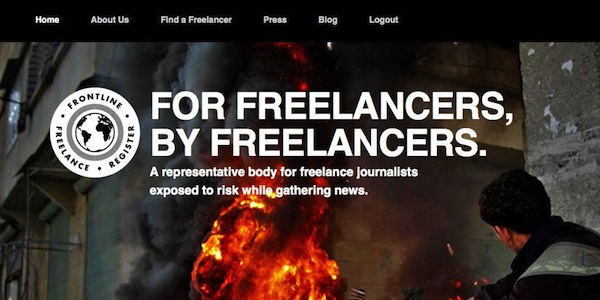 Home About Us Find a Freelancer Press Blog Logout
FRONTLINE
FREELANCE • REGISTER •
FOR FREELANCERS,
BY FREELANCERS.
A representative body for freelance journalists
exposed to risk while gathering news.